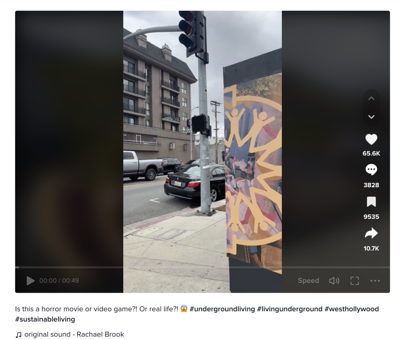 65.6K
3828
9535
10.7K
00:00 / 00:49
Speed
Is this a horror movie or video game?! Or real life?! 😱 #undergroundliving #livingunderground #westhollywood
#sustainableliving
♫ original sound - Rachael Brook